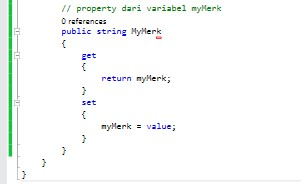 // property dari variabel myMerk
0 references
public string MyMerk
{
get
{
return myMerk;
}
set
{
myMerk = value;
}
}
}
}